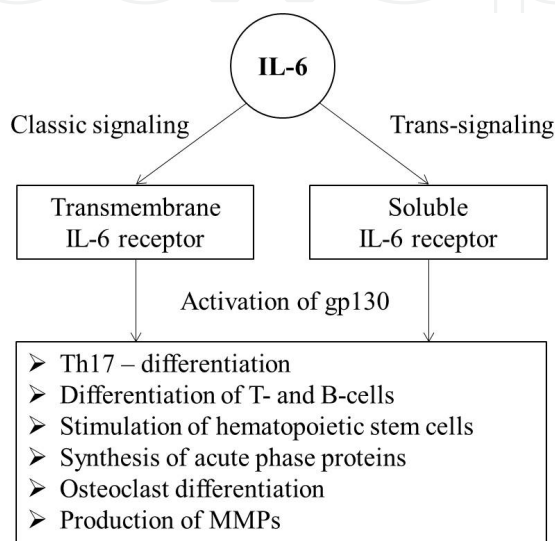 IL-6
Classic signaling
Trans-signaling
Transmembrane
IL-6 receptor
Soluble
IL-6 receptor
Activation of gp130
➢ Th17 – differentiation
➢ Differentiation of T- and B-cells
➢ Stimulation of hematopoietic stem cells
➢ Synthesis of acute phase proteins
➢ Osteoclast differentiation
➢ Production of MMPs